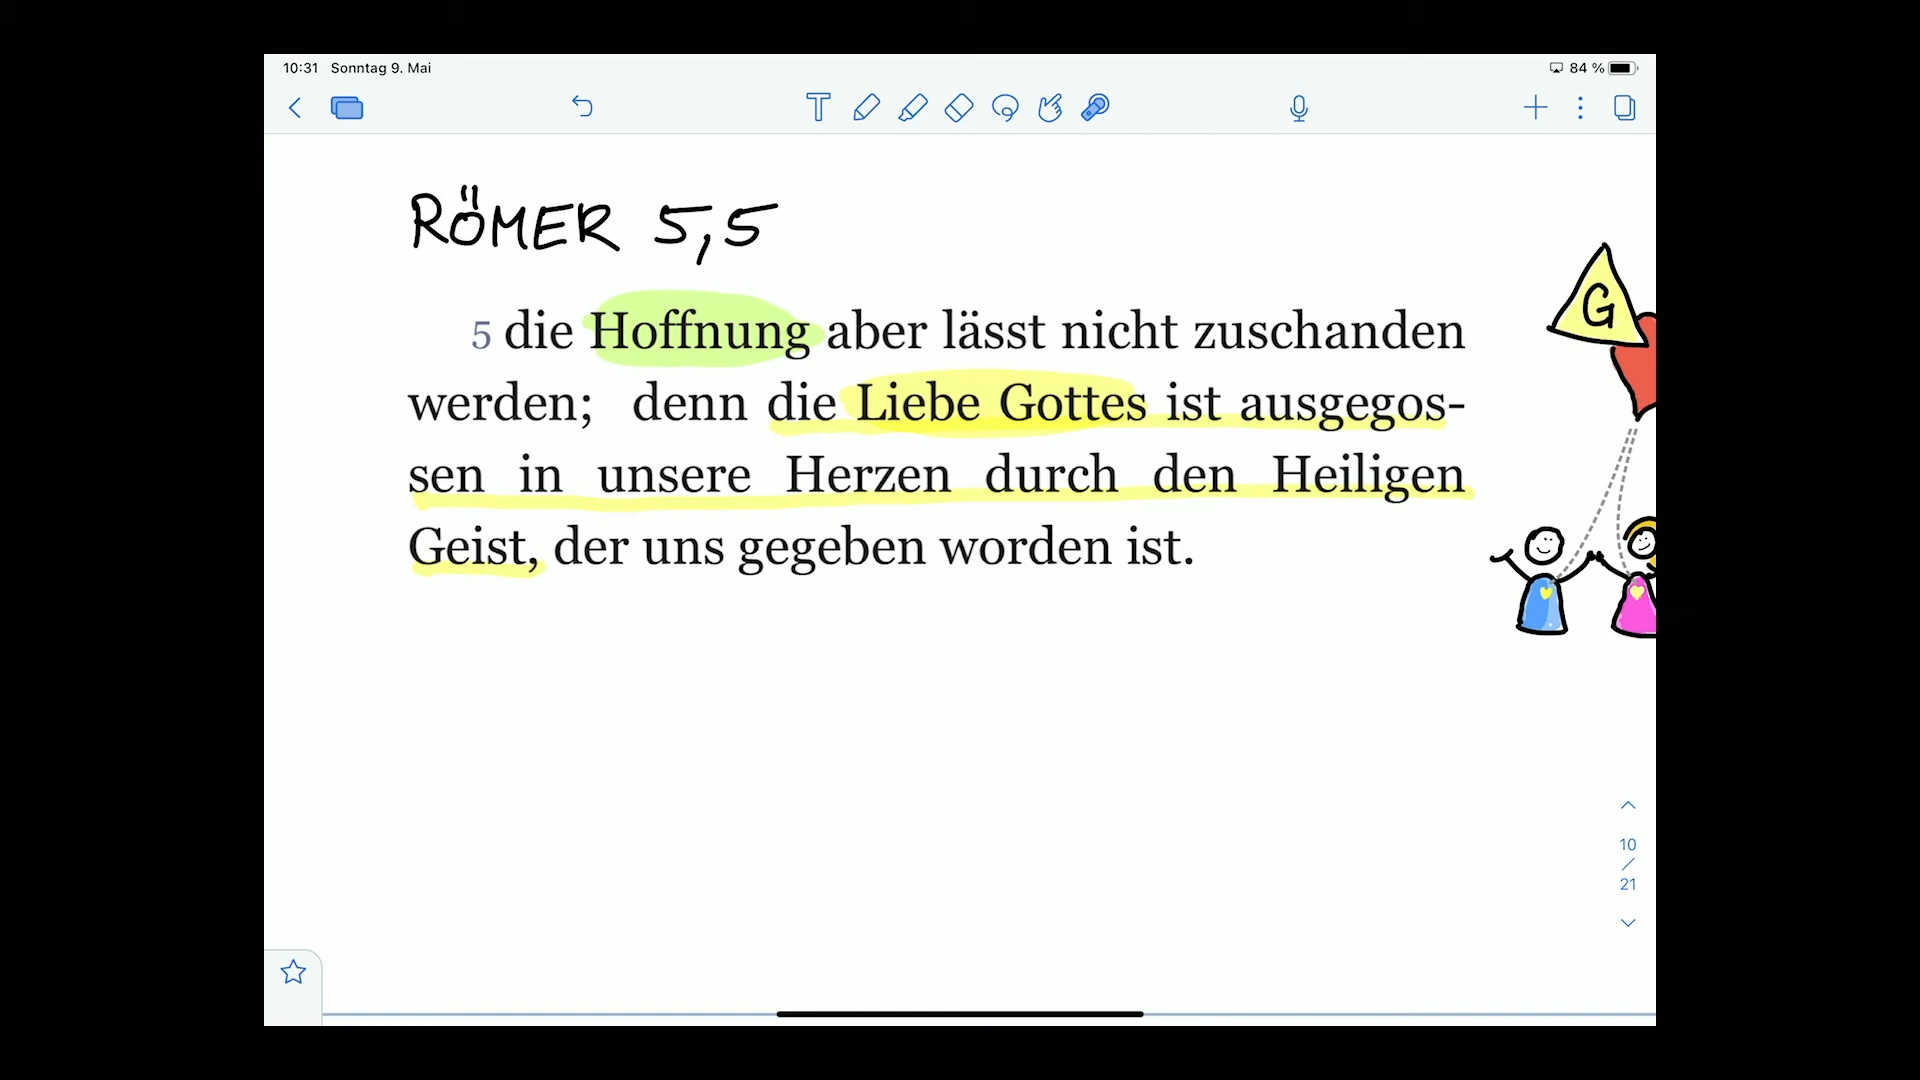 10:31 Sonntag 9. Mai
84 %
RÖMER 5,5
G
5 die Hoffnung aber lässt nicht zuschanden
werden; denn die Liebe Gottes ist ausgegos-
sen in unsere Herzen durch den Heiligen
Geist, der uns gegeben worden ist.
10
/
21